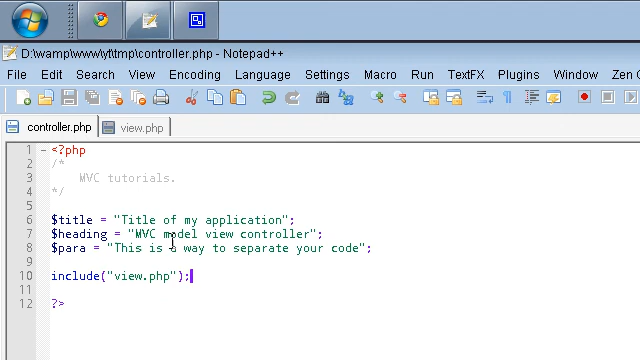 D:\wamp\www\yt\tmp\controller.php - Notepad++
File Edit Search View Encoding Language Settings Macro Run TextFX Plugins Window Zen C
controller.php view.php
1 <?php
2 /*
3 MVC tutorials.
4 */
5
6 $title = "Title of my application";
7 $heading = "MVC model view controller";
8 $para = "This is a way to separate your code";
9
10 include("view.php");
11
12 ?>